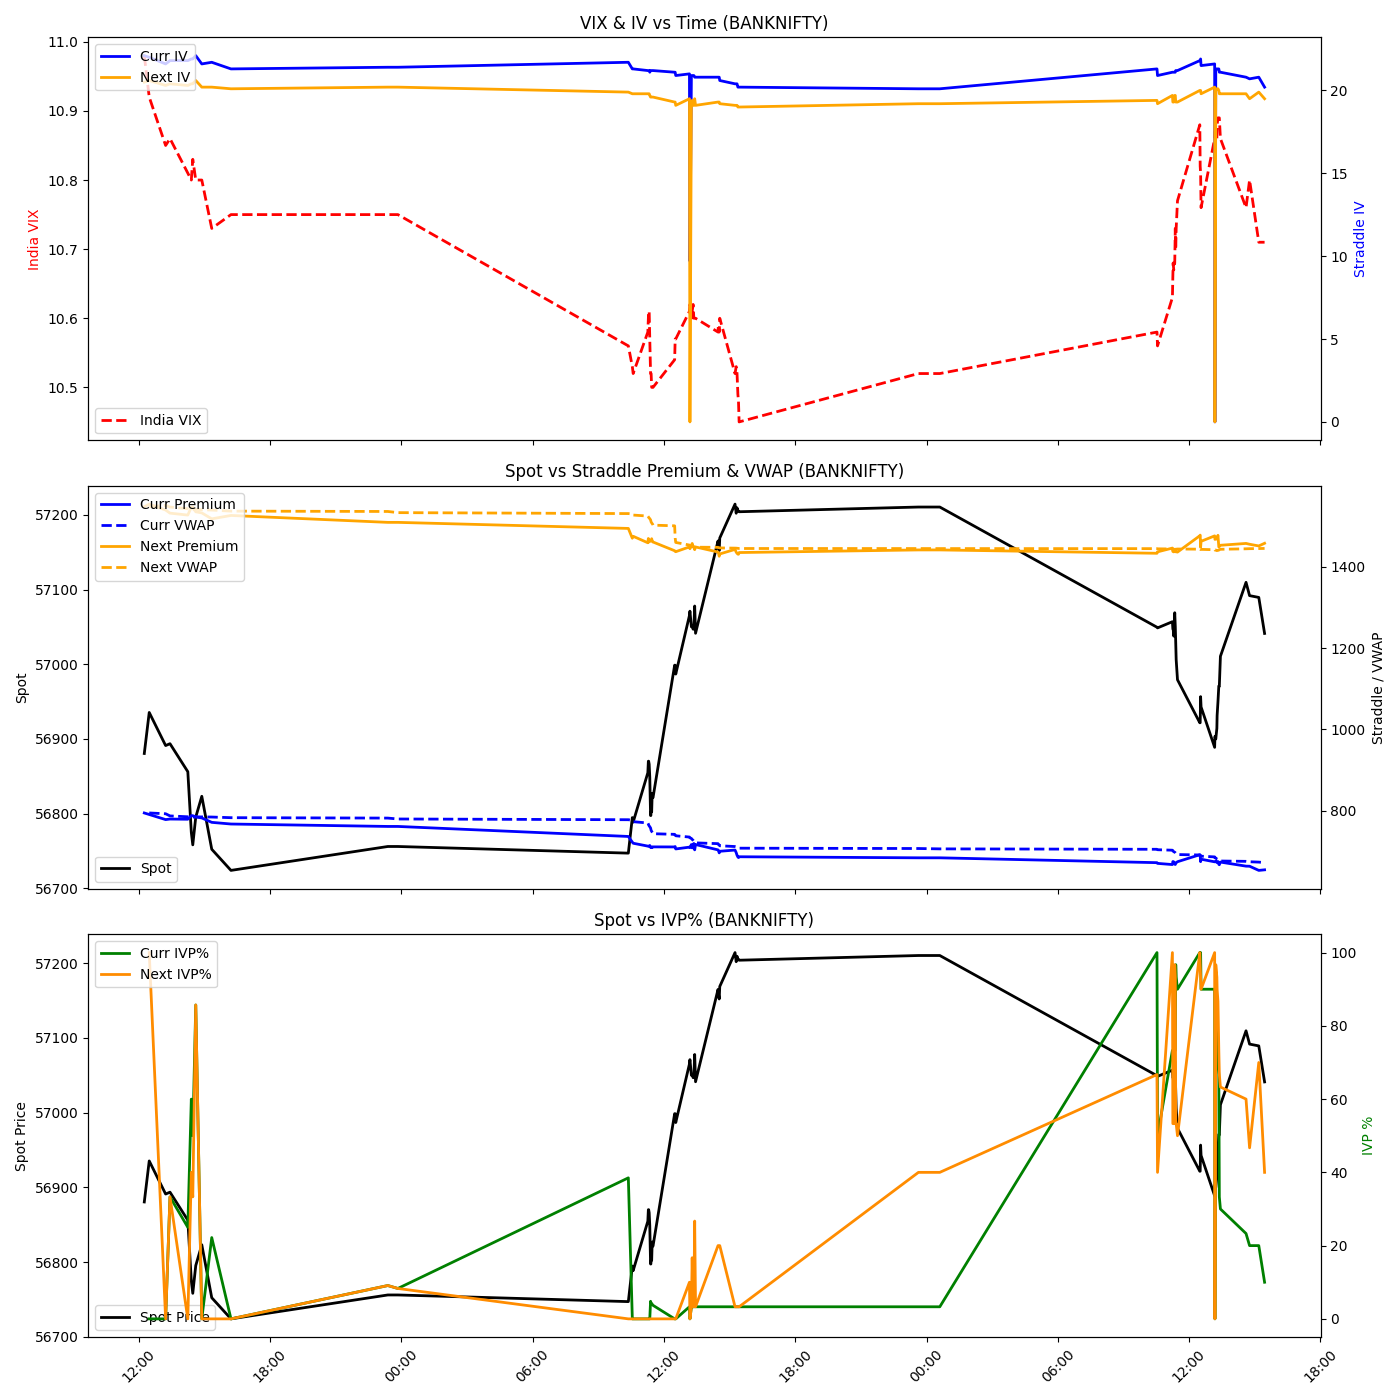 VIX & IV vs Time (BANKNIFTY)
Curr IV
Next IV
India VIX
India VIX
11.0
10.9
10.8
10.7
10.6
10.5
Straddle IV
20
15
10
5
0
Spot vs Straddle Premium & VWAP (BANKNIFTY)
Curr Premium
Curr VWAP
Next Premium
Next VWAP
Spot
Spot
57200
57100
57000
56900
56800
56700
Straddle / VWAP
1400
1200
1000
800
Spot vs IVP% (BANKNIFTY)
Curr IVP%
Next IVP%
Spot Price
Spot Price
57200
57100
57000
56900
56800
56700
IVP %
100
80
60
40
20
0
12:00
18:00
00:00
06:00
12:00
18:00
00:00
06:00
12:00
18:00